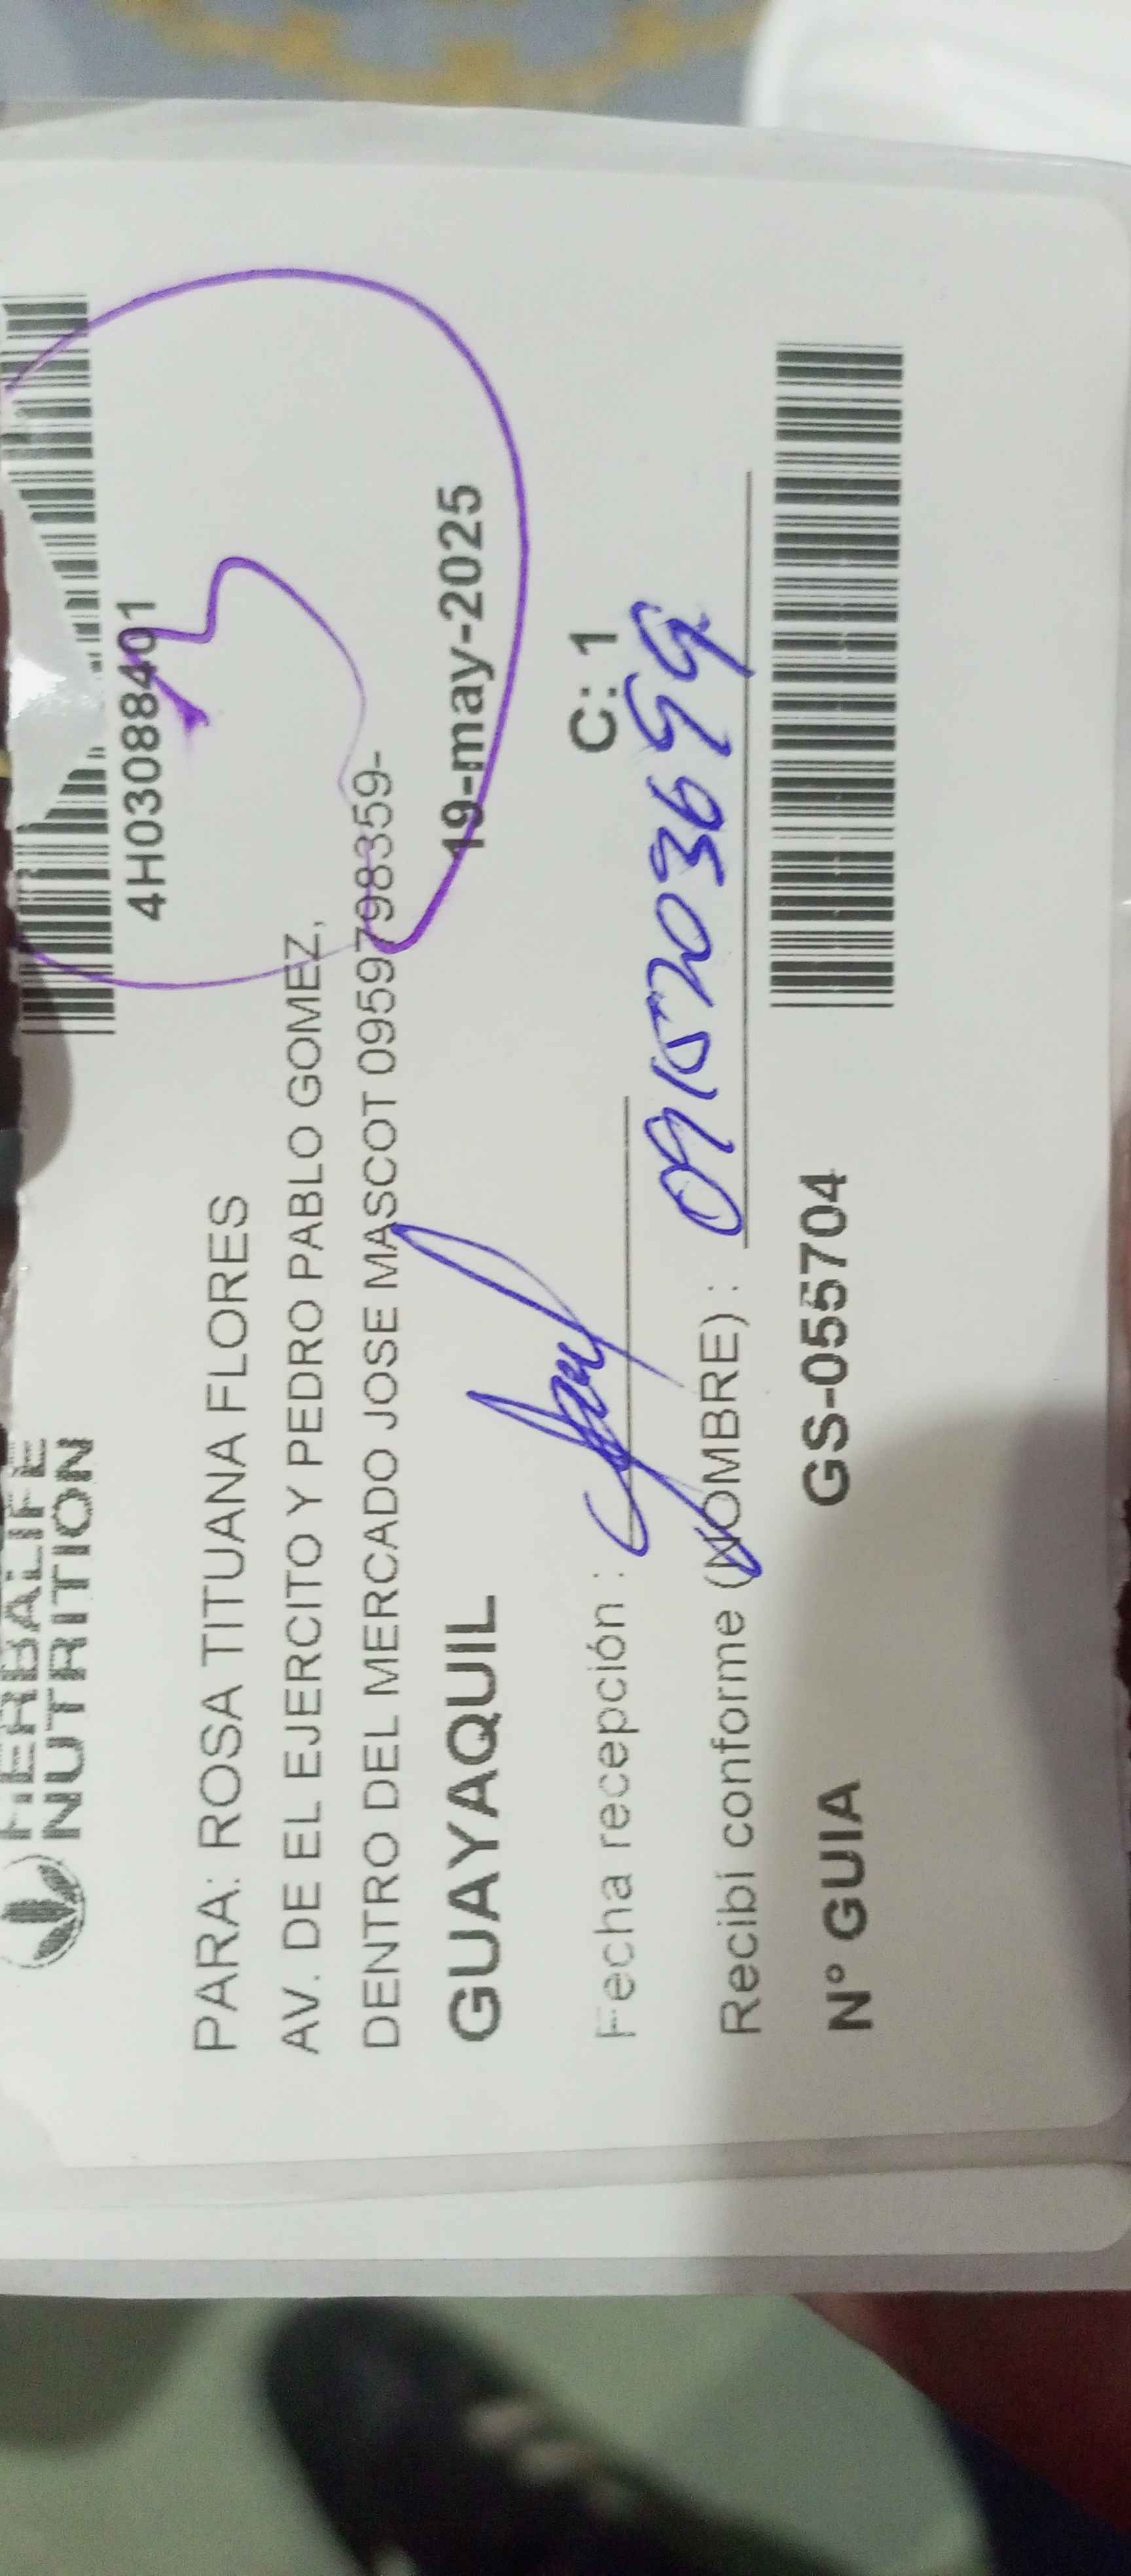 HERBALIFE
NUTRITION
4H03088401
PARA: ROSA TITUANA FLORES
AV. DE EL EJERCITO Y PEDRO PABLO GOMEZ,
DENTRO DEL MERCADO JOSE MASCOT 0959798359-
GUAYAQUIL 19-may-2025
Fecha recepción : C: 1
Recibí conforme (NOMBRE) :
Nº GUIA GS-055704